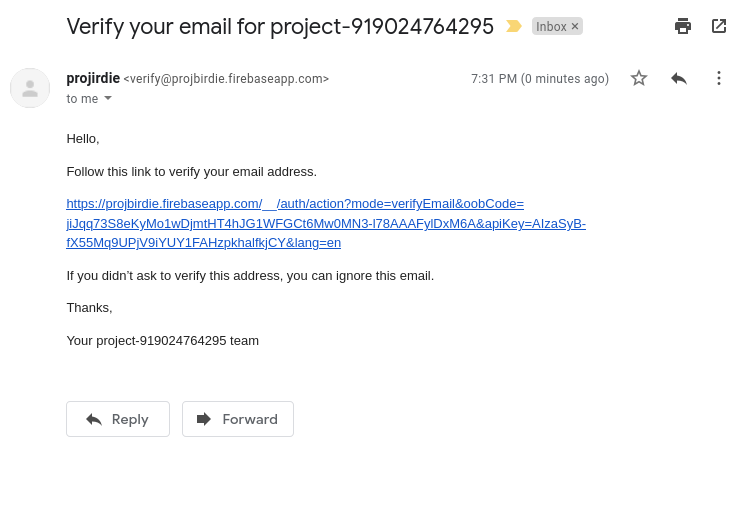 Verify your email for project-919024764295 Inbox ×
projirdie <verify@projbirdie.firebaseapp.com> 7:31 PM (0 minutes ago)
to me
Hello,
Follow this link to verify your email address.
https://projbirdie.firebaseapp.com/__/auth/action?mode=verifyEmail&oobCode=
jiJqq73S8eKyMo1wDjmtHT4hJG1WFGCt6Mw0MN3-l78AAAFylDxM6A&apiKey=AIzaSyB-
fX55Mq9UPjV9iYUY1FAHzpkhalfkjCY&lang=en
If you didn’t ask to verify this address, you can ignore this email.
Thanks,
Your project-919024764295 team
Reply Forward